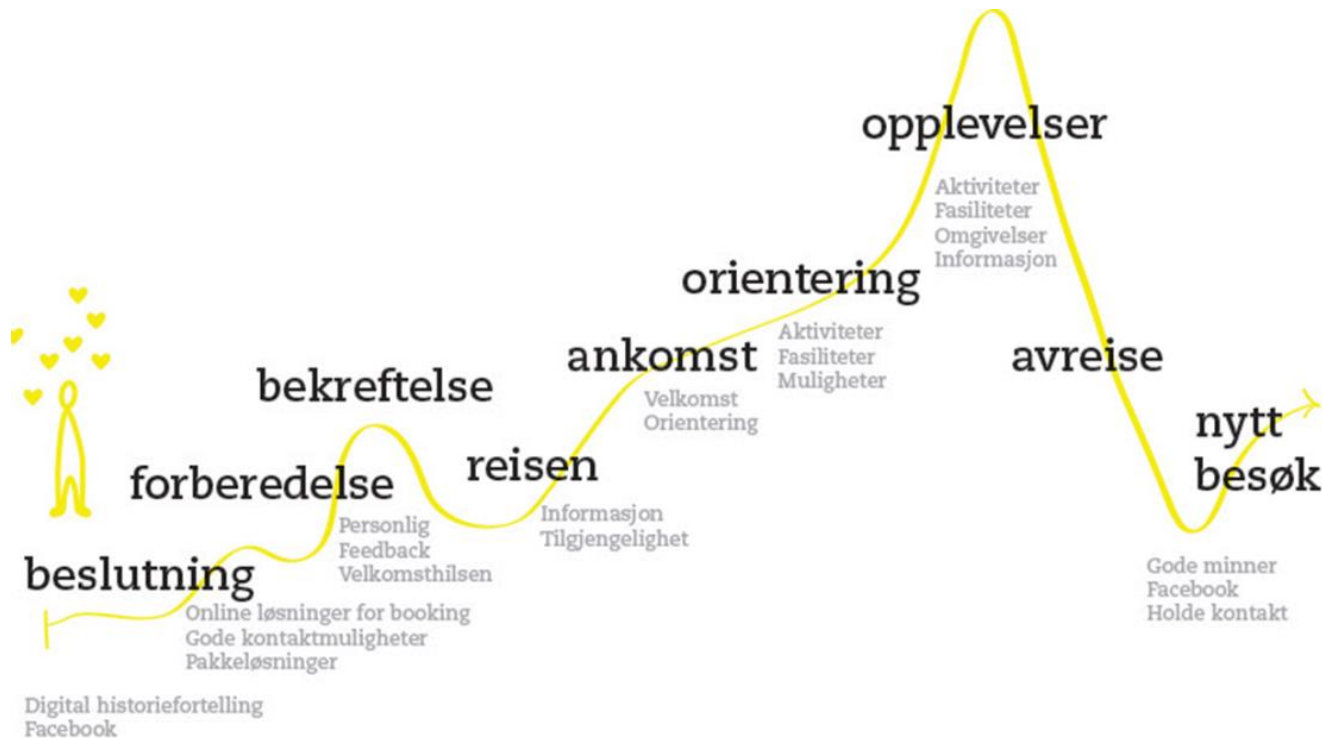 beslutning
Digital historiefortelling
Facebook
forberedelse
Online løsninger for booking
Gode kontaktmuligheter
Pakkeløsninger
bekreftelse
Personlig
Feedback
Velkomsthilsen
reisen
Informasjon
Tilgjengelighet
ankomst
Velkomst
Orientering
orientering
Aktiviteter
Fasiliteter
Muligheter
opplevelser
Aktiviteter
Fasiliteter
Omgivelser
Informasjon
avreise
nytt
besøk
Gode minner
Facebook
Holde kontakt